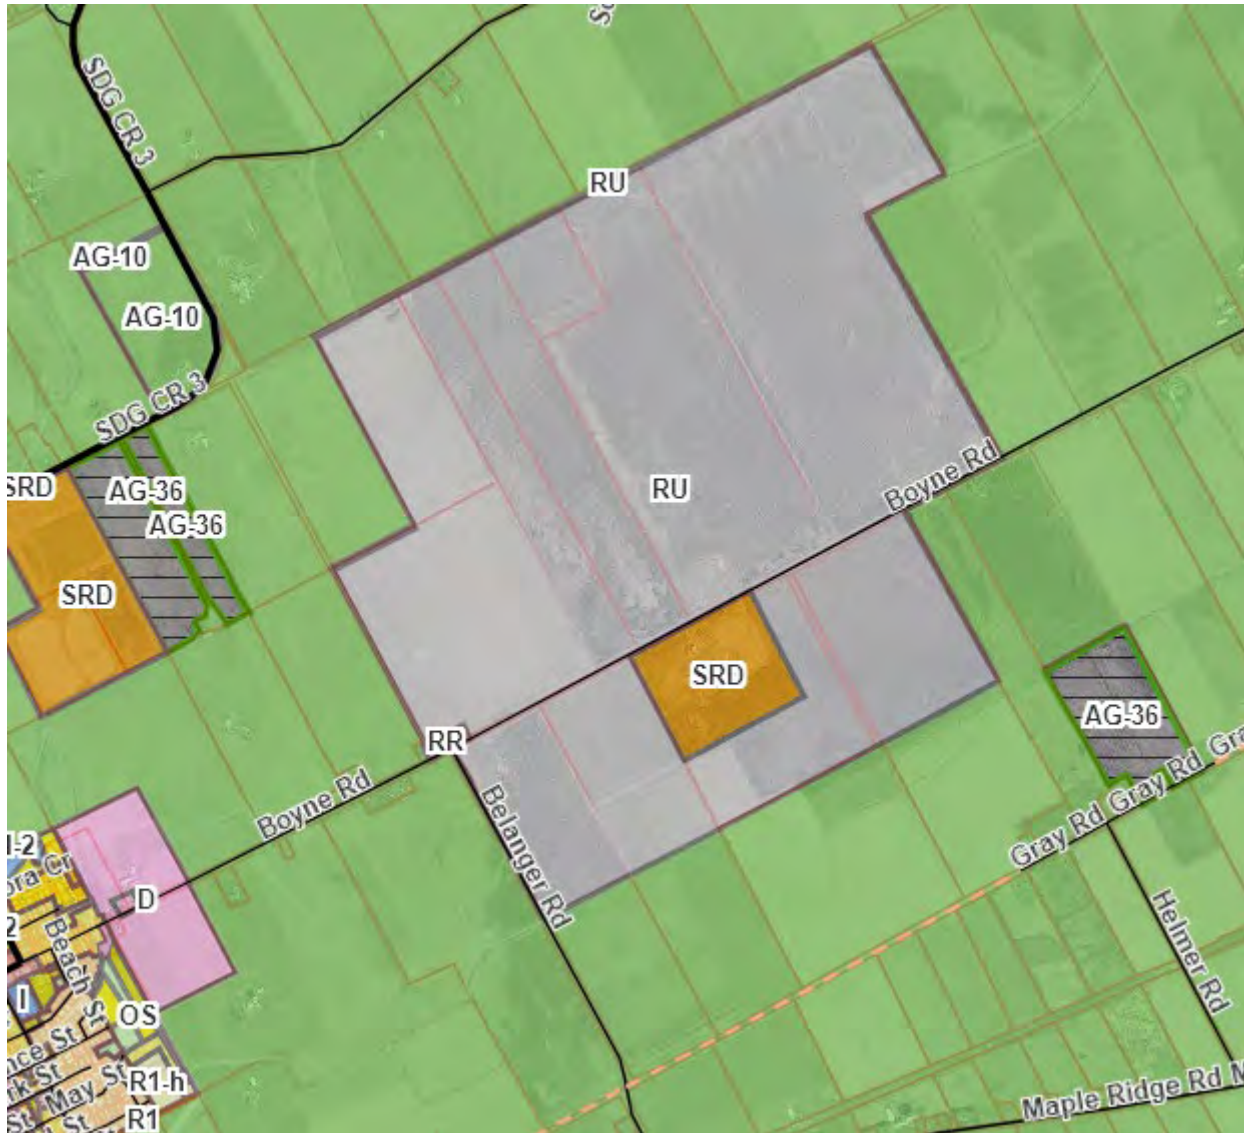 SDG CR 3
RU
AG-10
AG-10
SDG CR 3
Boyne Rd
SRD
AG-36
RU
AG-36
SRD
SRD
AG-36
RR
Gray Rd
Gray Rd
Boyne Rd
Belanger Rd
D
Beach St
Helmer Rd
I
OS
May St
R1-h
R1
Maple Ridge Rd